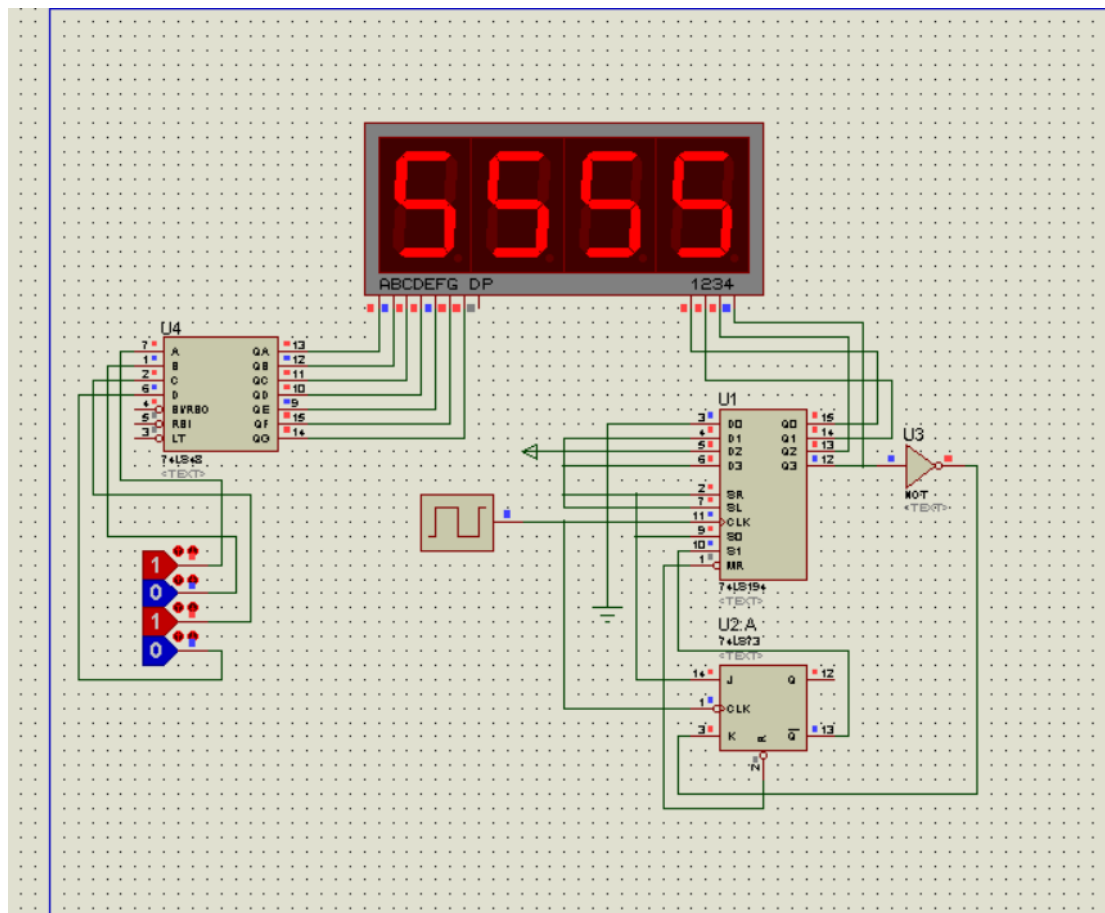 5555
ABCDEFG DP 1234
U4
7 A QA 13
1 B QB 12
2 C QC 11
6 D QD 10
4 BI/RBO QE 9
5 RBI QF 15
3 LT QG 14
74LS48
<TEXT>
1
0
1
0
U1
3 D0 Q0 15
4 D1 Q1 14
5 D2 Q2 13
6 D3 Q3 12
2 SR
7 SL
11 CLK
9 S0
10 S1
1 MR
74LS194
<TEXT>
U3
NOT
<TEXT>
U2:A
74LS73
<TEXT>
14 J Q 12
1 CLK
3 K Q 13
R
2